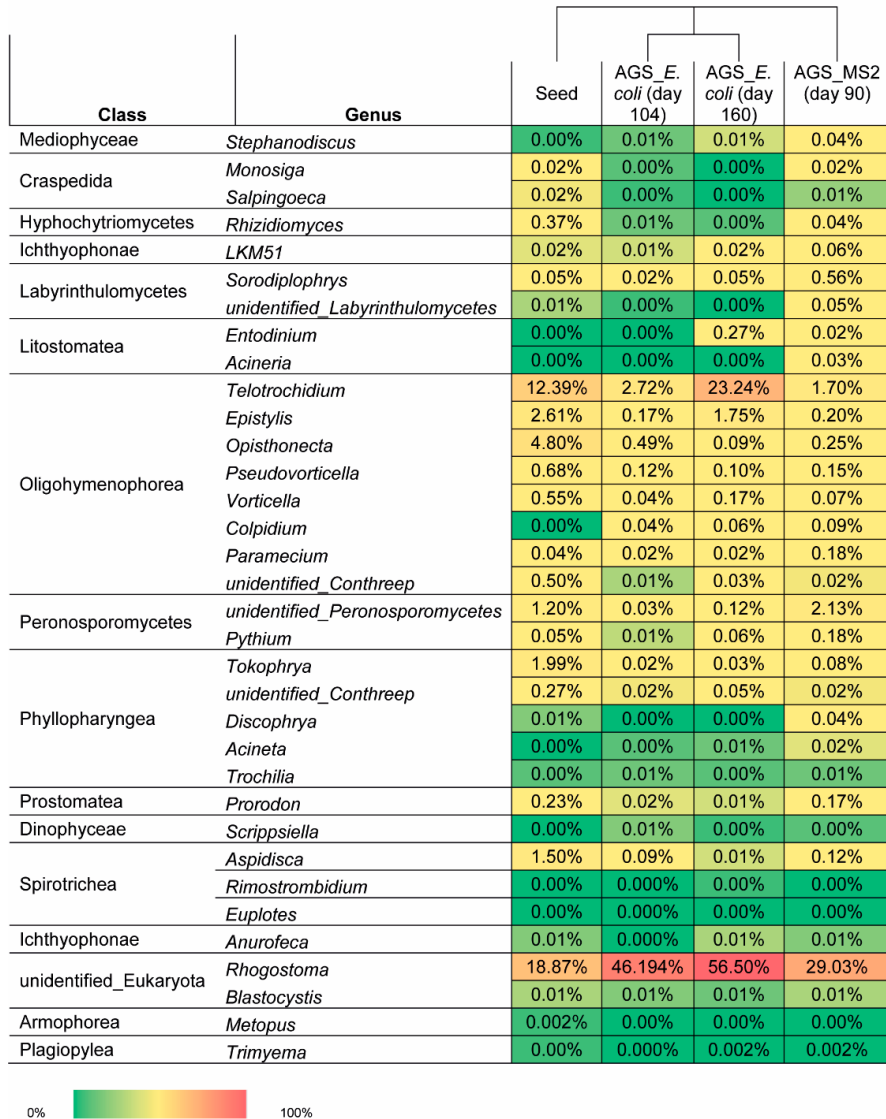 Class Genus Seed AGS_E. coli (day 104) AGS_E. coli (day 160) AGS_MS2 (day 90)
Mediophyceae Stephanodiscus 0.00% 0.01% 0.01% 0.04%
Craspedida Monosiga 0.02% 0.00% 0.00% 0.02%
Salpingoeca 0.02% 0.00% 0.00% 0.01%
Hyphochytriomycetes Rhizidiomyces 0.37% 0.01% 0.00% 0.04%
Ichthyophonae LKM51 0.02% 0.01% 0.02% 0.06%
Labyrinthulomycetes Sorodiplophrys 0.05% 0.02% 0.05% 0.56%
unidentified_Labyrinthulomycetes 0.01% 0.00% 0.00% 0.05%
Litostomatea Entodinium 0.00% 0.00% 0.27% 0.02%
Acineria 0.00% 0.00% 0.00% 0.03%
Oligohymenophorea Telotrochidium 12.39% 2.72% 23.24% 1.70%
Epistylis 2.61% 0.17% 1.75% 0.20%
Opisthonecta 4.80% 0.49% 0.09% 0.25%
Pseudovorticella 0.68% 0.12% 0.10% 0.15%
Vorticella 0.55% 0.04% 0.17% 0.07%
Colpidium 0.00% 0.04% 0.06% 0.09%
Paramecium 0.04% 0.02% 0.02% 0.18%
unidentified_Conthreep 0.50% 0.01% 0.03% 0.02%
Peronosporomycetes unidentified_Peronosporomycetes 1.20% 0.03% 0.12% 2.13%
Pythium 0.05% 0.01% 0.06% 0.18%
Phyllopharyngea Tokophrya 1.99% 0.02% 0.03% 0.08%
unidentified_Conthreep 0.27% 0.02% 0.05% 0.02%
Discophrya 0.01% 0.00% 0.00% 0.04%
Acineta 0.00% 0.00% 0.01% 0.02%
Trochilia 0.00% 0.01% 0.00% 0.01%
Prostomatea Prorodon 0.23% 0.02% 0.01% 0.17%
Dinophyceae Scrippsiella 0.00% 0.01% 0.00% 0.00%
Spirotrichea Aspidisca 1.50% 0.09% 0.01% 0.12%
Rimostrombidium 0.00% 0.000% 0.00% 0.00%
Euplotes 0.00% 0.000% 0.00% 0.00%
Ichthyophonae Anurofeca 0.01% 0.000% 0.01% 0.01%
unidentified_Eukaryota Rhogostoma 18.87% 46.194% 56.50% 29.03%
Blastocystis 0.01% 0.01% 0.01% 0.01%
Armophorea Metopus 0.002% 0.00% 0.00% 0.00%
Plagiopylea Trimyema 0.00% 0.000% 0.002% 0.002%
0% 100%